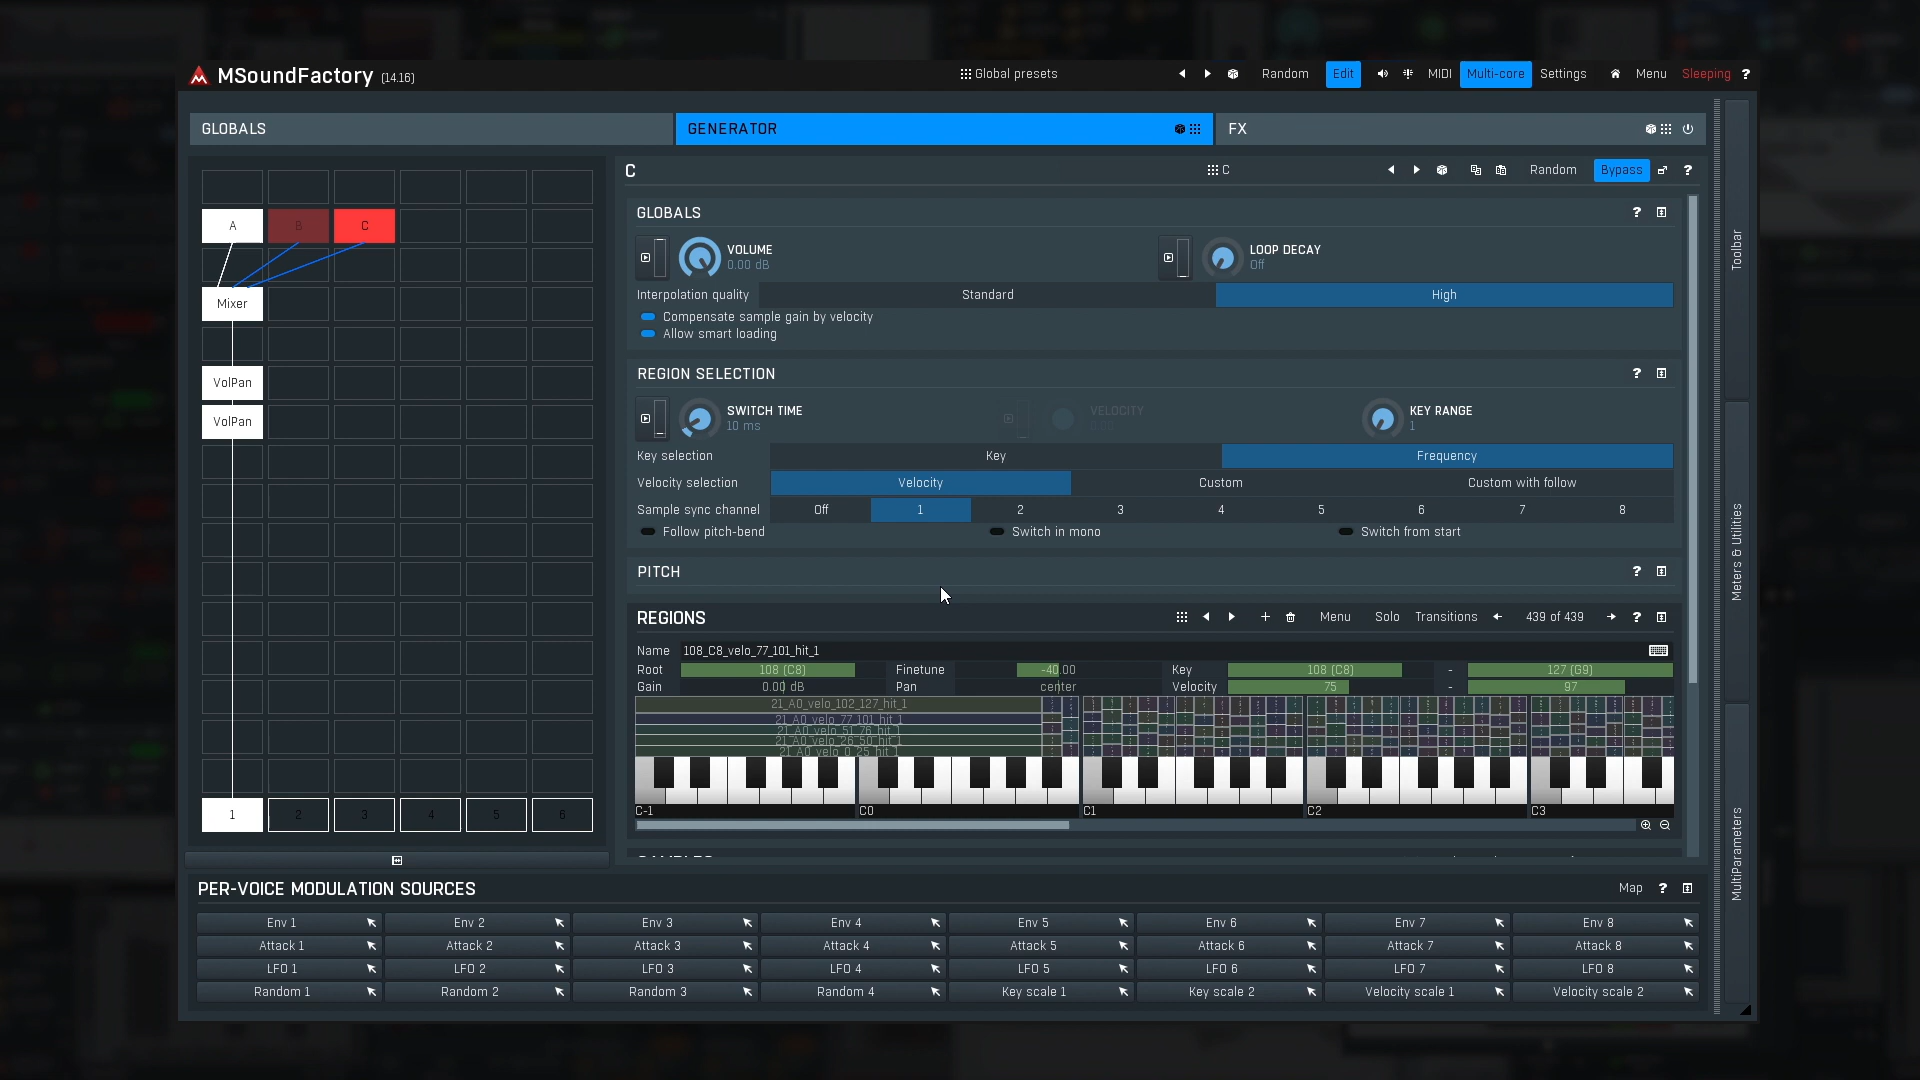 MSoundFactory (14.16)
Global presets
Random
Edit
MIDI
Multi-core
Settings
Menu
Sleeping
?
GLOBALS
GENERATOR
FX
C
C
Random
Bypass
?
A
B
C
Mixer
VolPan
VolPan
1
2
3
4
5
6
GLOBALS
?
VOLUME
0.00 dB
LOOP DECAY
Off
Interpolation quality
Standard
High
Compensate sample gain by velocity
Allow smart loading
REGION SELECTION
?
SWITCH TIME
10 ms
VELOCITY
KEY RANGE
1
Key selection
Key
Frequency
Velocity selection
Velocity
Custom
Custom with follow
Sample sync channel
Off
1
2
3
4
5
6
7
8
Follow pitch-bend
Switch in mono
Switch from start
PITCH
?
REGIONS
+
Menu
Solo
Transitions
439 of 439
?
Name
108_C8_velo_77_101_hit_1
Root
108 (C8)
Finetune
-40.00
Key
108 (C8)
-
127 (G9)
Gain
0.00 dB
Pan
center
Velocity
75
-
97
21_A0_velo_102_127_hit_1
21_A0_velo_77_101_hit_1
21_A0_velo_51_76_hit_1
21_A0_velo_26_50_hit_1
21_A0_velo_0_25_hit_1
C-1
C0
C1
C2
C3
PER-VOICE MODULATION SOURCES
Map
?
Env 1
Env 2
Env 3
Env 4
Env 5
Env 6
Env 7
Env 8
Attack 1
Attack 2
Attack 3
Attack 4
Attack 5
Attack 6
Attack 7
Attack 8
LFO 1
LFO 2
LFO 3
LFO 4
LFO 5
LFO 6
LFO 7
LFO 8
Random 1
Random 2
Random 3
Random 4
Key scale 1
Key scale 2
Velocity scale 1
Velocity scale 2
Toolbar
Meters & Utilities
MultiParameters